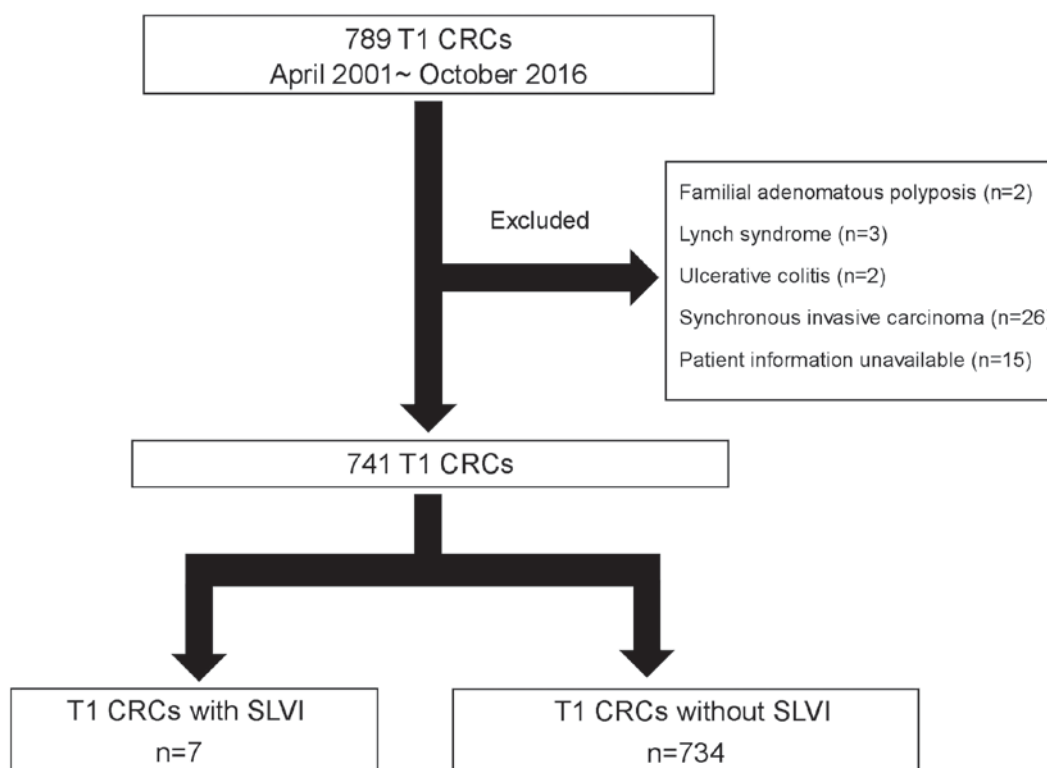 789 T1 CRCs
April 2001~ October 2016
Excluded
Familial adenomatous polyposis (n=2)
Lynch syndrome (n=3)
Ulcerative colitis (n=2)
Synchronous invasive carcinoma (n=26)
Patient information unavailable (n=15)
741 T1 CRCs
T1 CRCs with SLVI
n=7
T1 CRCs without SLVI
n=734